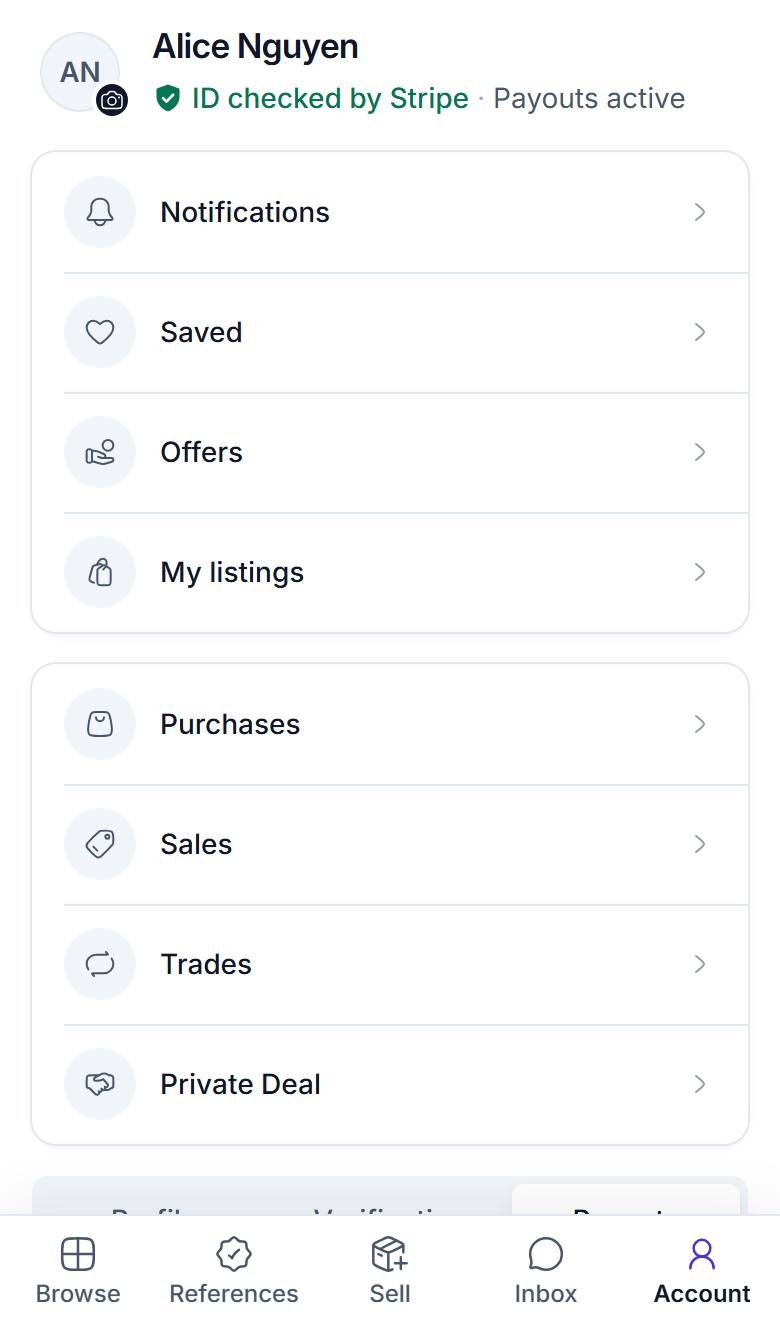 Alice Nguyen
AN
ID checked by Stripe · Payouts active
Notifications
Saved
Offers
My listings
Purchases
Sales
Trades
Private Deal
Browse
References
Sell
Inbox
Account